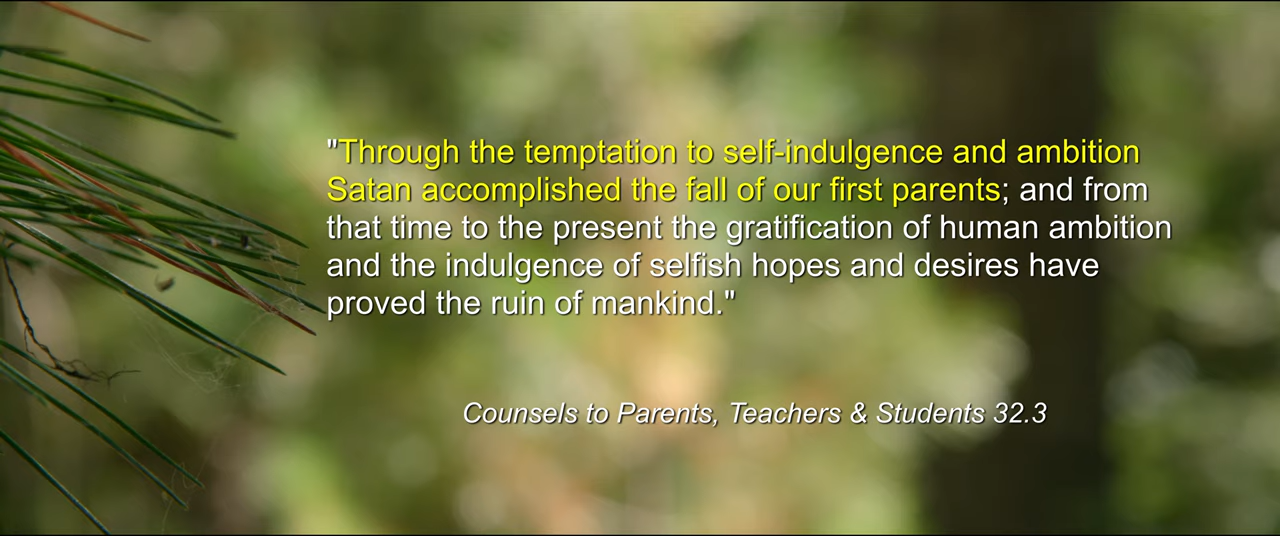 "Through the temptation to self-indulgence and ambition
Satan accomplished the fall of our first parents; and from
that time to the present the gratification of human ambition
and the indulgence of selfish hopes and desires have
proved the ruin of mankind."
Counsels to Parents, Teachers & Students 32.3